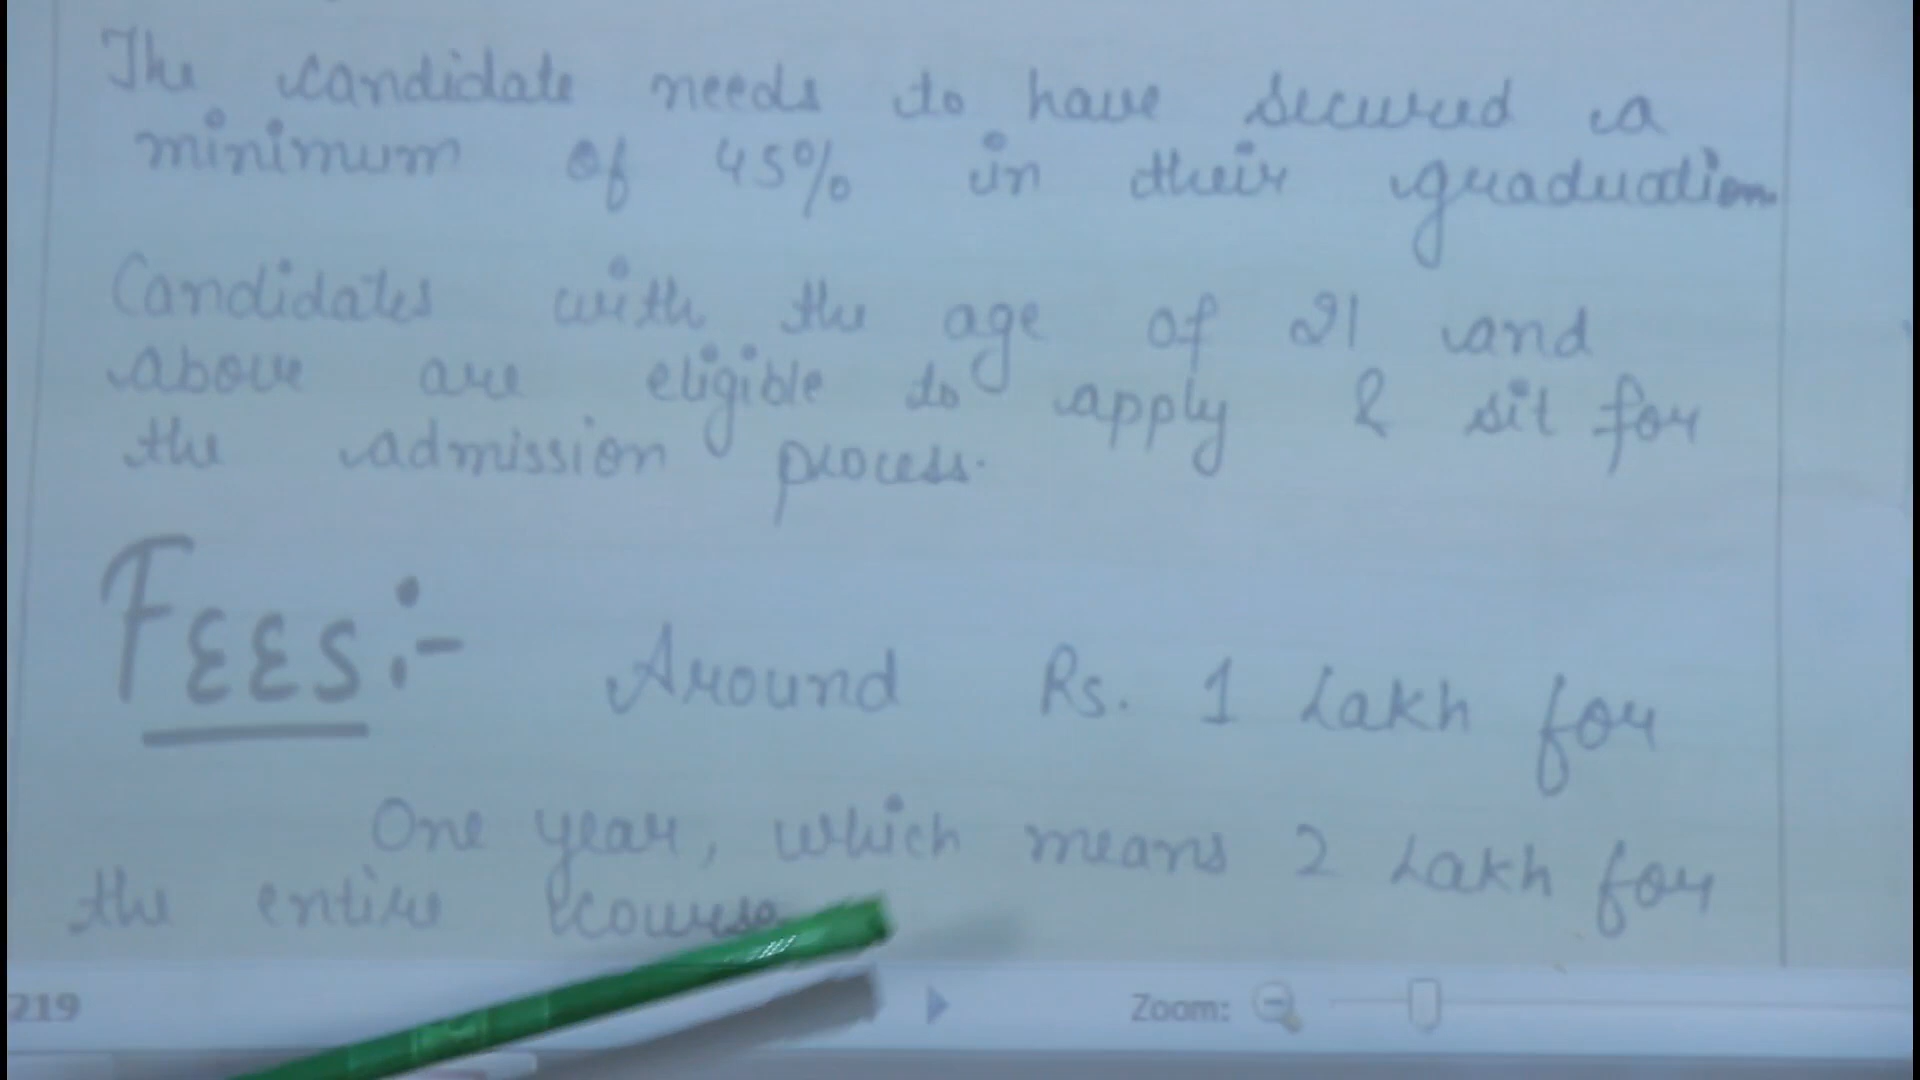 The candidate needs to have secured a
minimum of 45% in their graduation.
Candidates with the age of 21 and
above are eligible to apply & sit for
the admission process.
FEES:- Around Rs. 1 Lakh for
One year, which means 2 Lakh for
the entire course
219
Zoom: